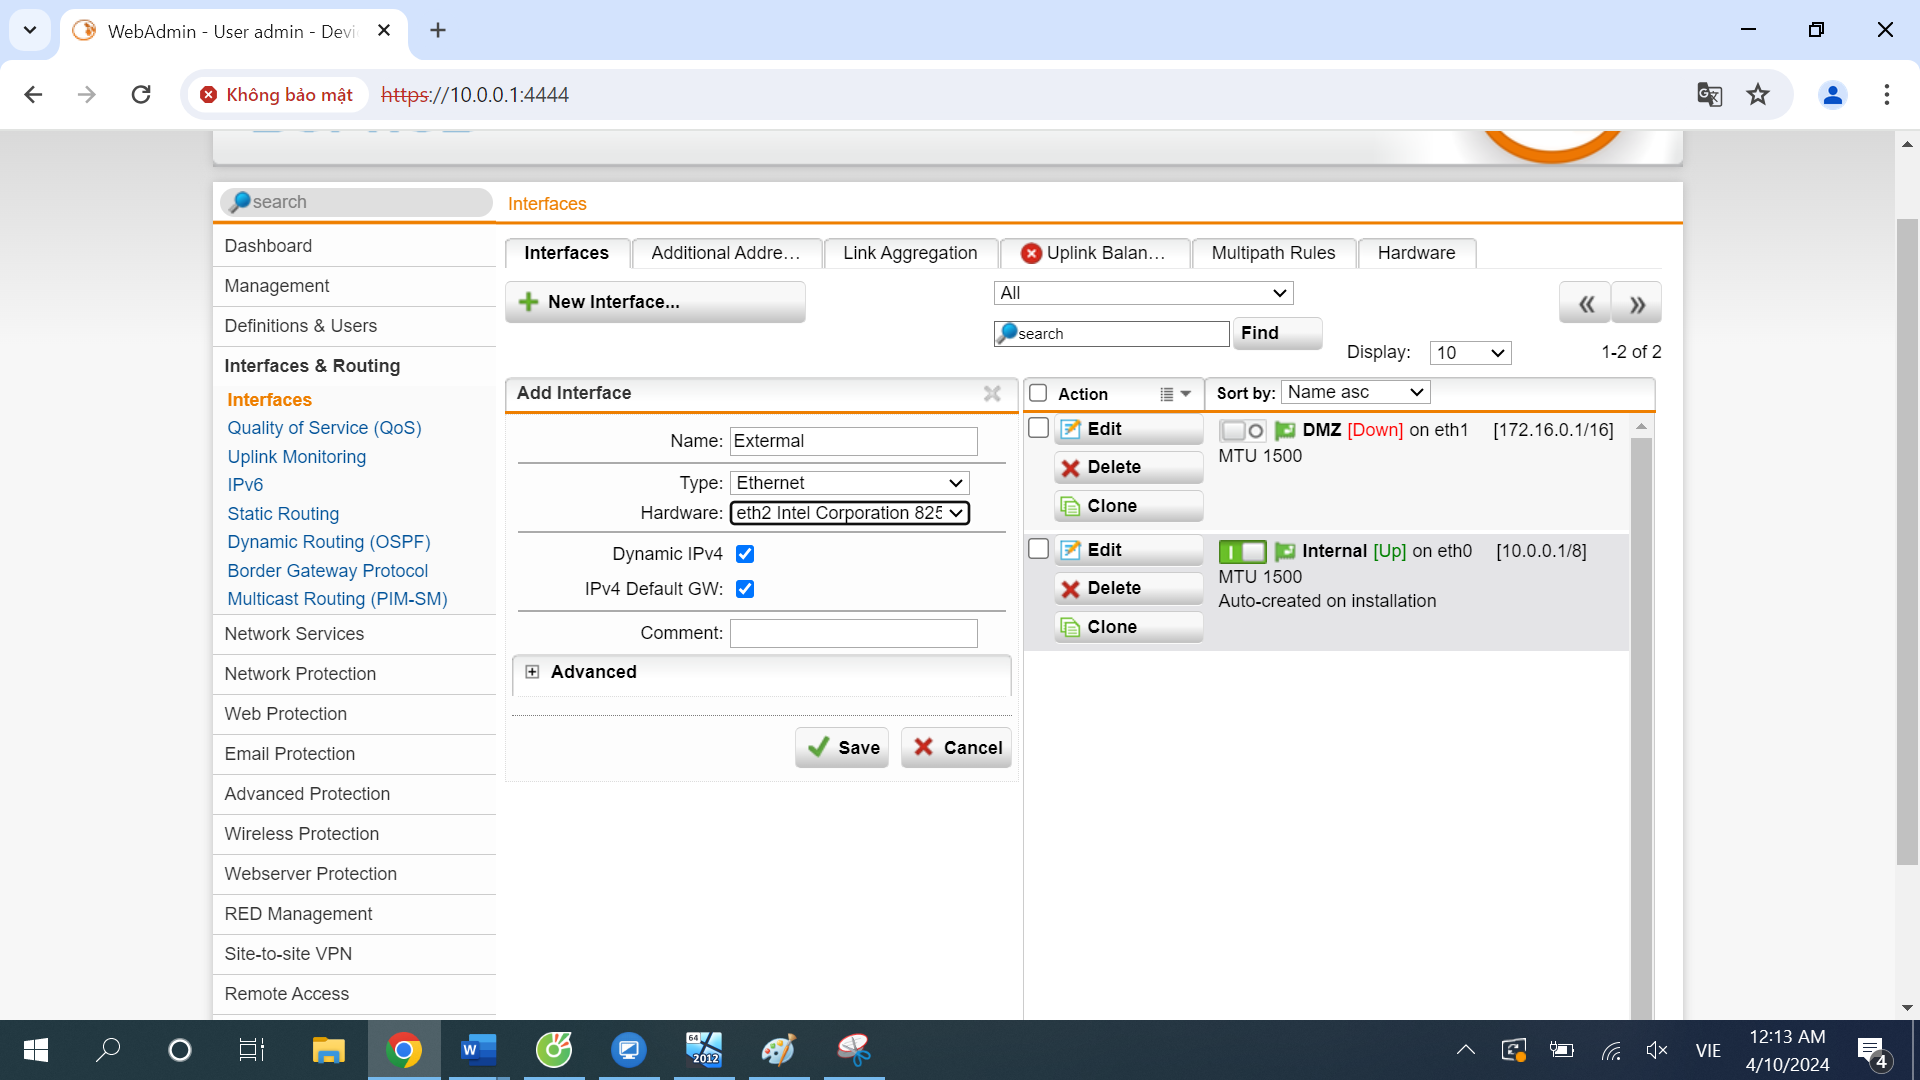 WebAdmin - User admin - Devi
Không bảo mật
https://10.0.0.1:4444
search
Interfaces
Dashboard
Management
Definitions & Users
Interfaces & Routing
Interfaces
Quality of Service (QoS)
Uplink Monitoring
IPv6
Static Routing
Dynamic Routing (OSPF)
Border Gateway Protocol
Multicast Routing (PIM-SM)
Network Services
Network Protection
Web Protection
Email Protection
Advanced Protection
Wireless Protection
Webserver Protection
RED Management
Site-to-site VPN
Remote Access
Interfaces
Additional Addre…
Link Aggregation
Uplink Balan…
Multipath Rules
Hardware
New Interface...
All
search
Find
Display: 10
1-2 of 2
Add Interface
Name: Extermal
Type: Ethernet
Hardware: eth2 Intel Corporation 825
Dynamic IPv4
IPv4 Default GW:
Comment:
Advanced
Save
Cancel
Action
Sort by: Name asc
Edit
Delete
Clone
DMZ [Down] on eth1 [172.16.0.1/16]
MTU 1500
Edit
Delete
Clone
Internal [Up] on eth0 [10.0.0.1/8]
MTU 1500
Auto-created on installation
64
2012
VIE
12:13 AM
4/10/2024
4